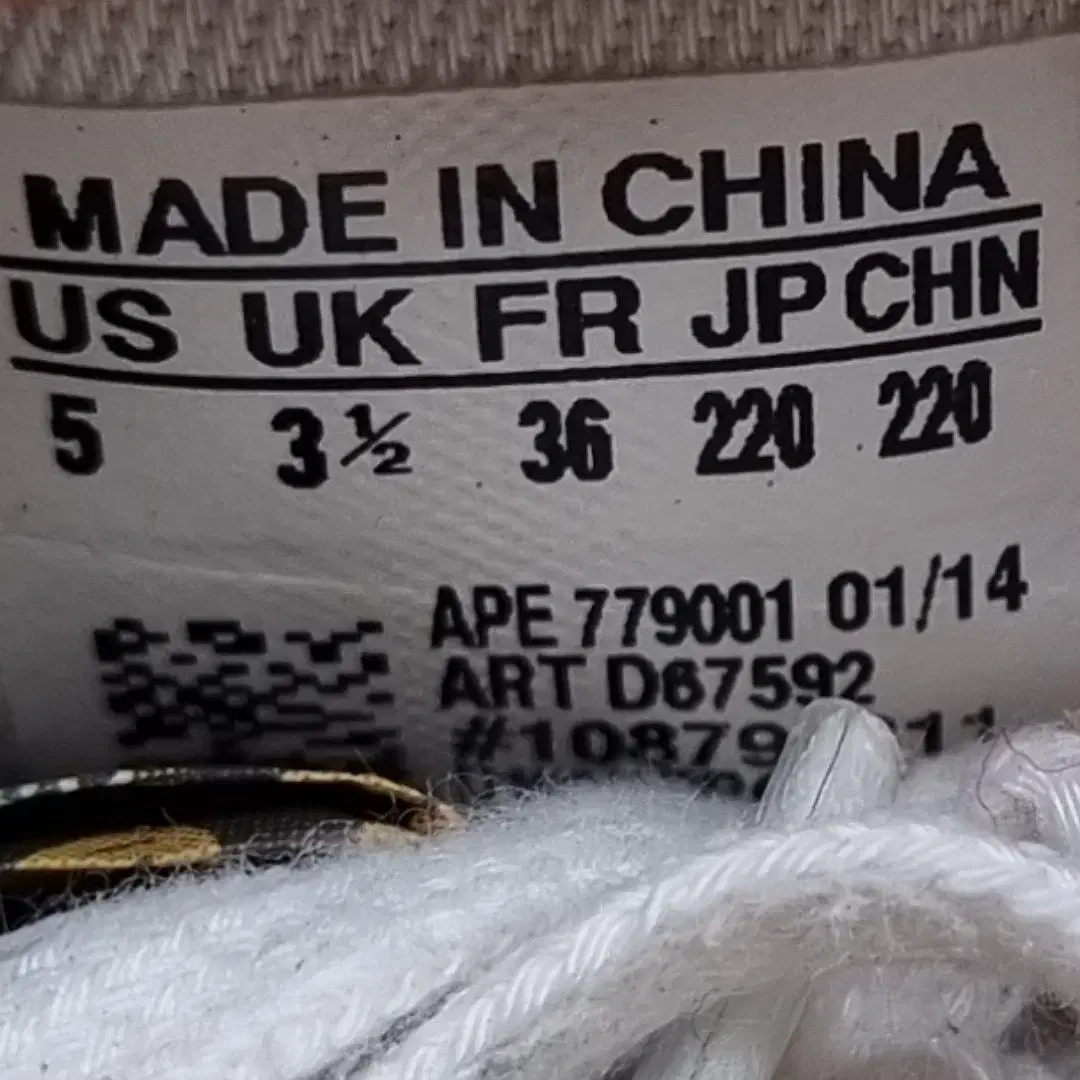 MADE IN CHINA
US UK FR JP CHN
5 3½ 36 220 220
APE 779001 01/14
ART D67592